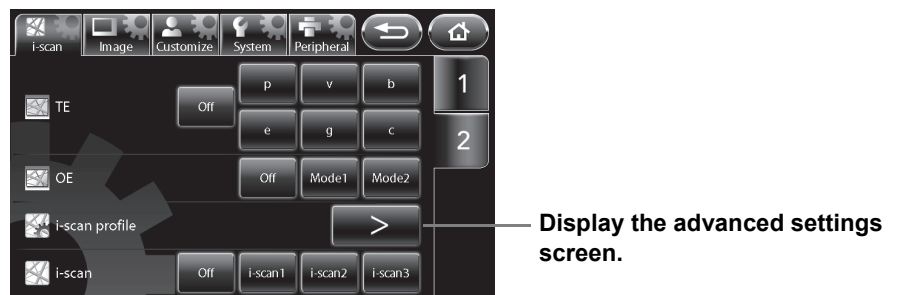 i-scan Image Customize System Peripheral
p v b 1
TE Off
e g c 2
OE Off Mode1 Mode2
i-scan profile >
Display the advanced settings
screen.
i-scan Off i-scan1 i-scan2 i-scan3